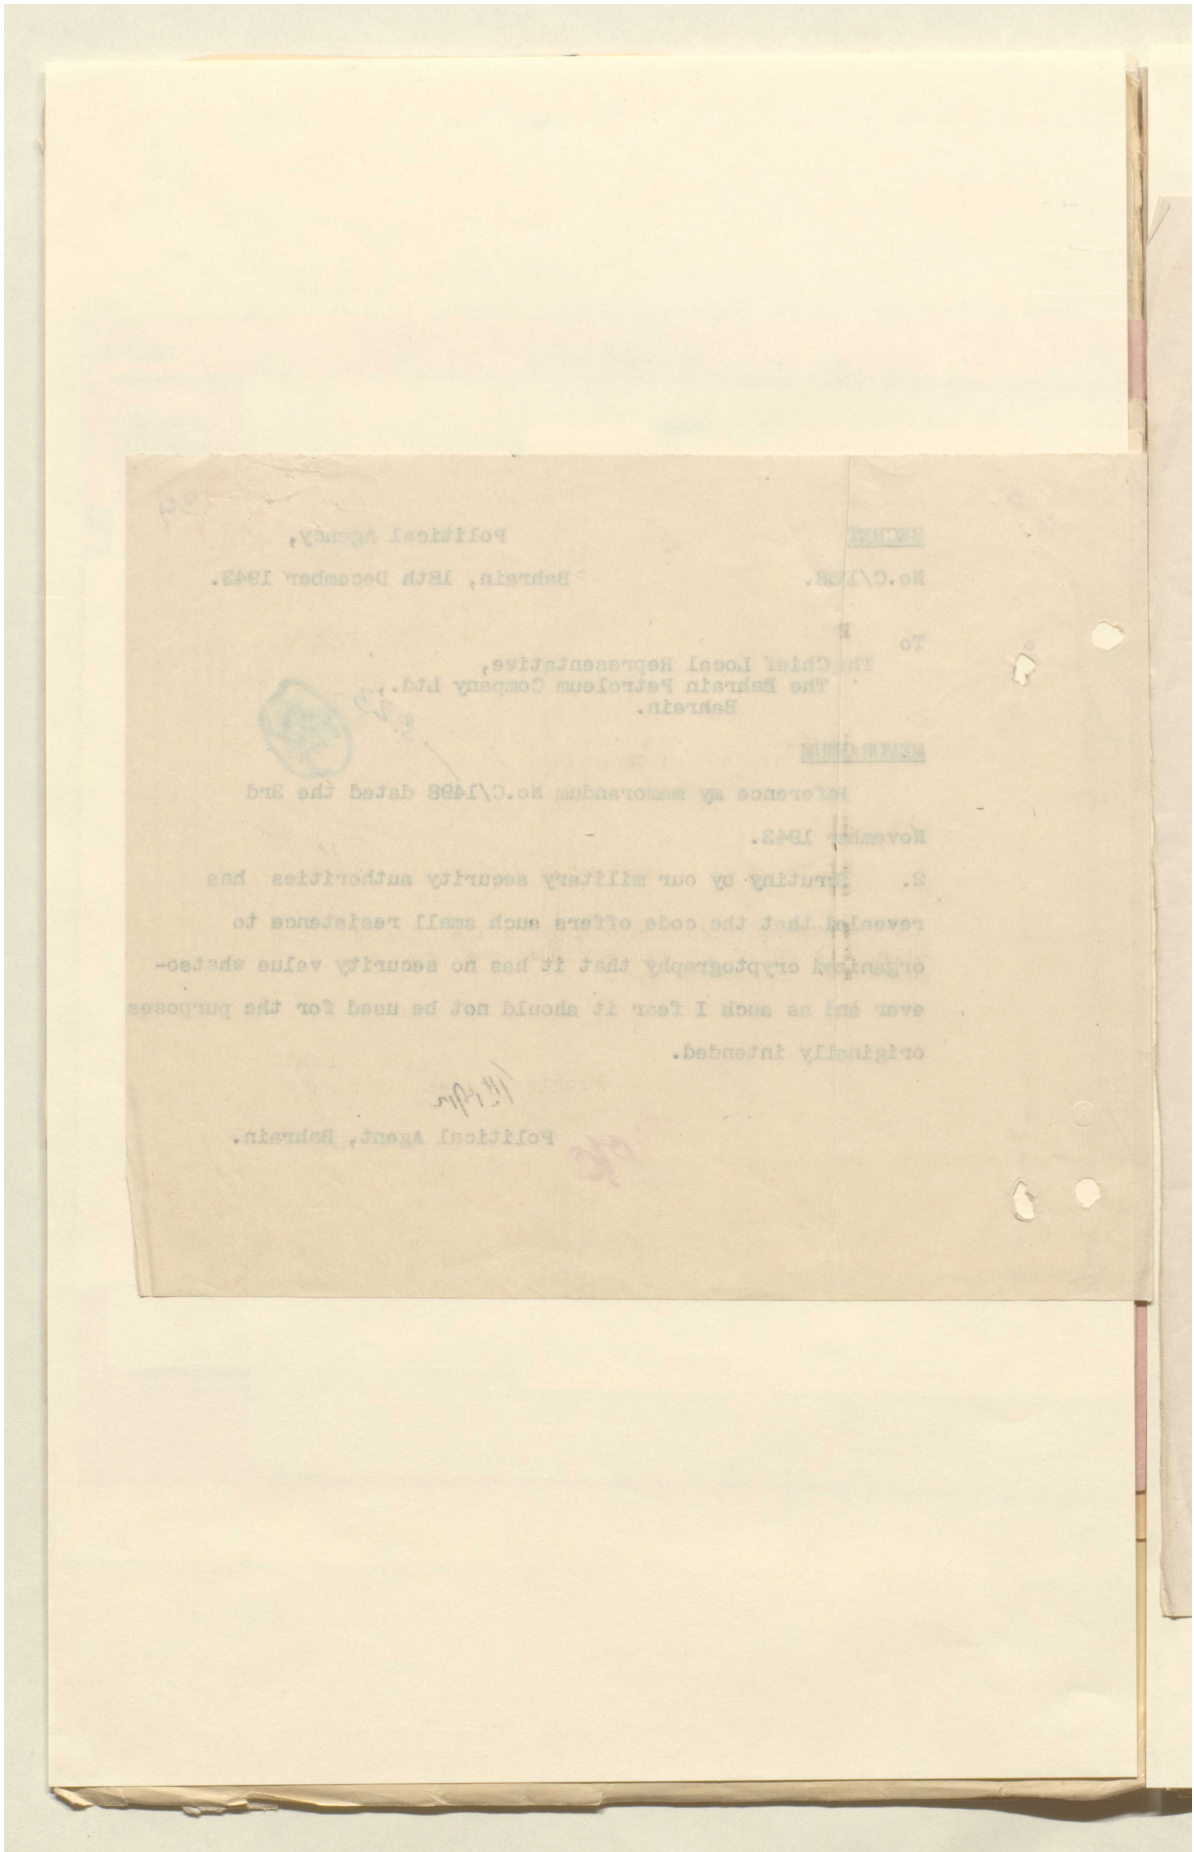 SECRET
Political Agency,
Bahrain, 18th December 1943.
To
The Chief Local Representative,
The Bahrain Petroleum Company Ltd.,
Bahrain.
MEMORANDUM
Reference my memorandum No.C/1498 dated the 3rd
November 1943.
2. Scrutiny by our military security authorities has
revealed that the code offers such small resistence to
organized cryptography that it has no security value whatso-
ever and as such I fear it should not be used for the purposes
originally intended.
Political Agent, Bahrain.